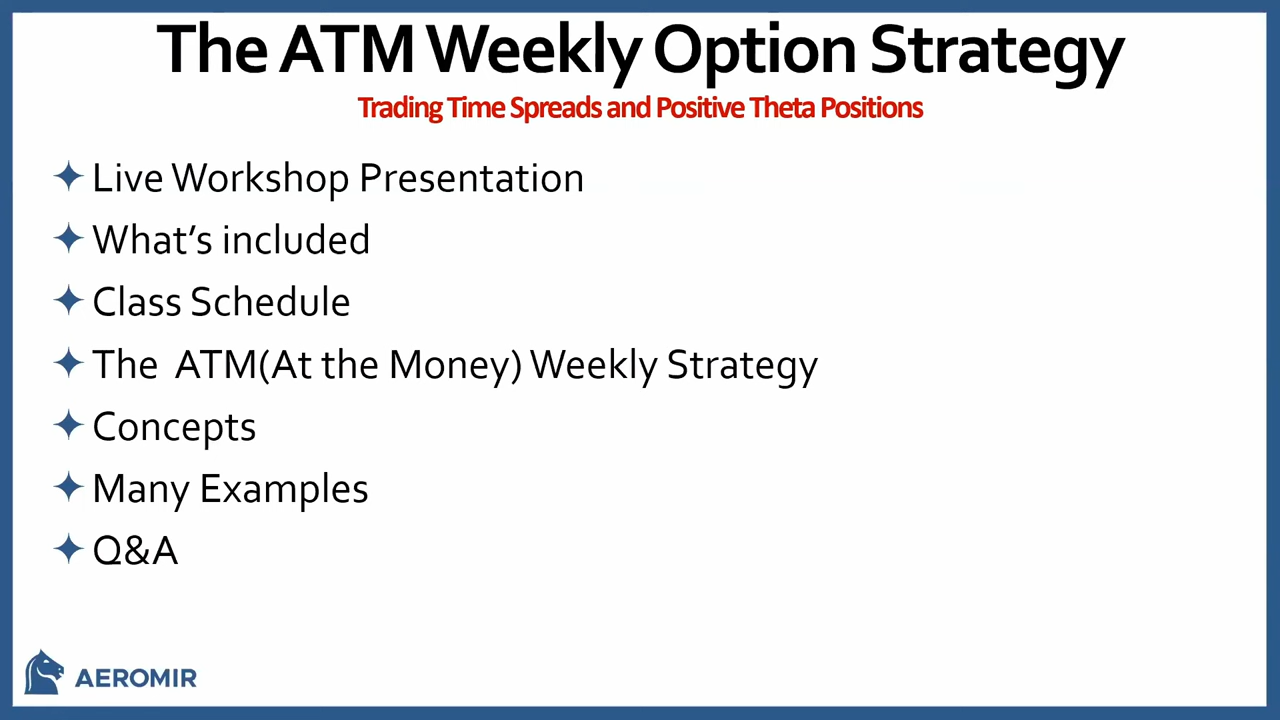 The ATM Weekly Option Strategy
Trading Time Spreads and Positive Theta Positions
Live Workshop Presentation
What's included
Class Schedule
The ATM(At the Money) Weekly Strategy
Concepts
Many Examples
Q&A
AEROMIR